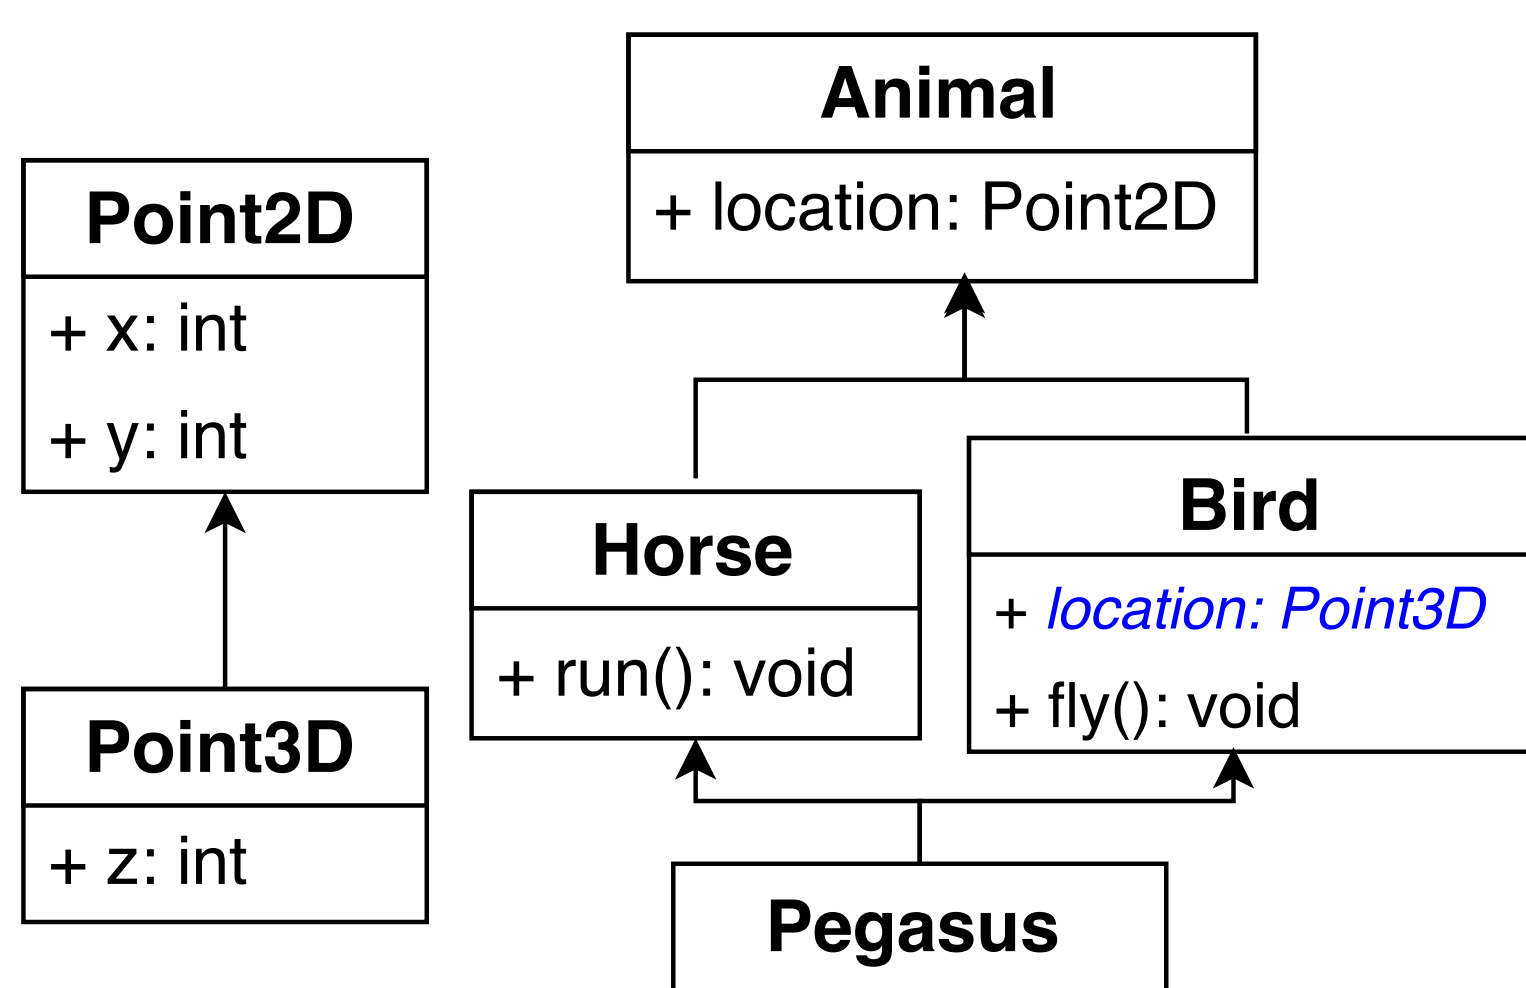 Animal
+ location: Point2D
Point2D
+ x: int
+ y: int
Point3D
+ z: int
Horse
+ run(): void
Bird
+ location: Point3D
+ fly(): void
Pegasus